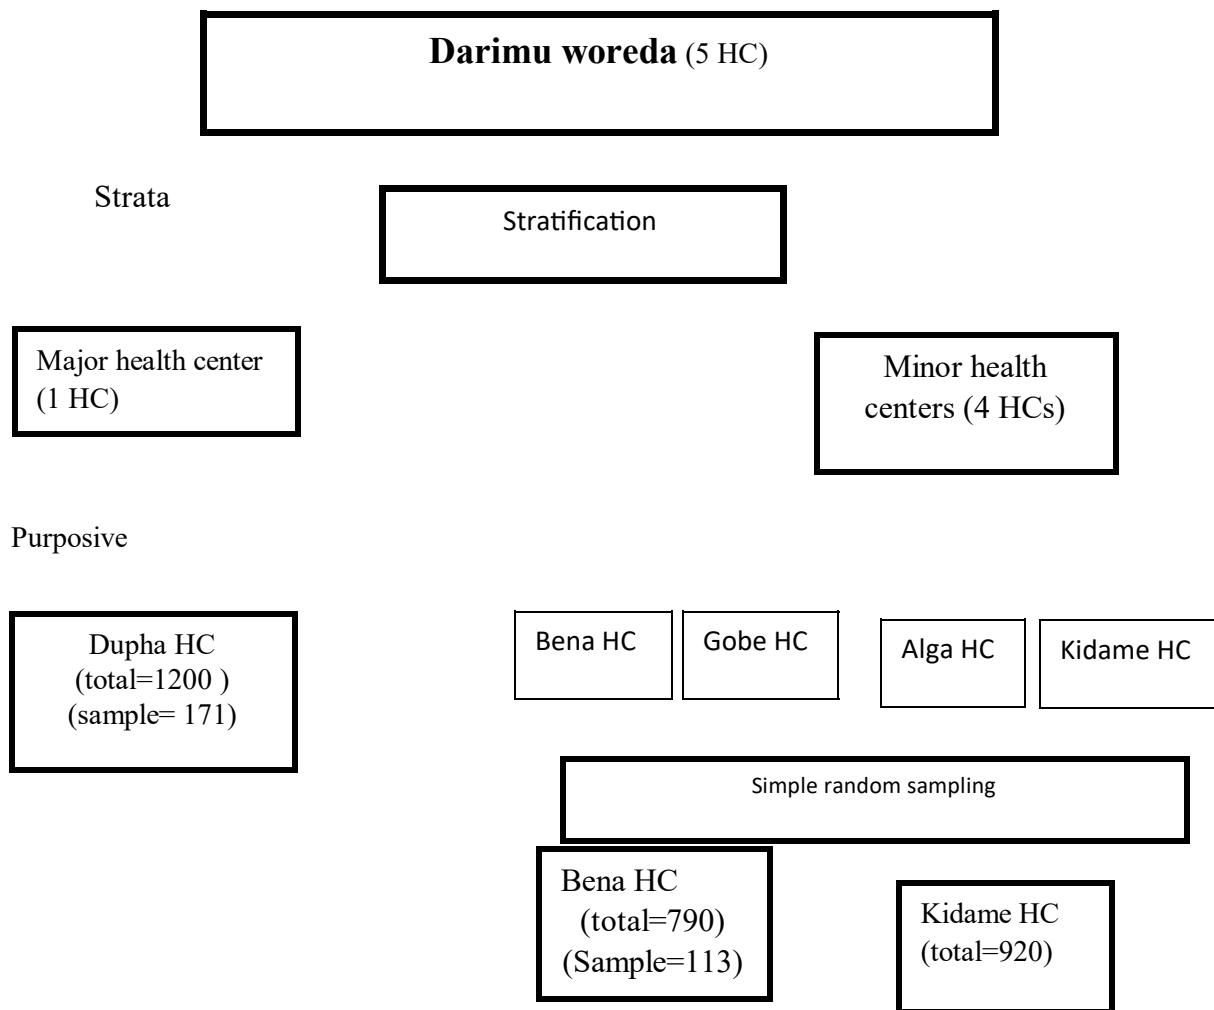 Darimu woreda (5 HC)
Strata
Stratification
Major health center
(1 HC)
Minor health
centers (4 HCs)
Purposive
Dupha HC
(total=1200 )
(sample= 171)
Bena HC
Gobe HC
Alga HC
Kidame HC
Simple random sampling
Bena HC
(total=790)
(Sample=113)
Kidame HC
(total=920)